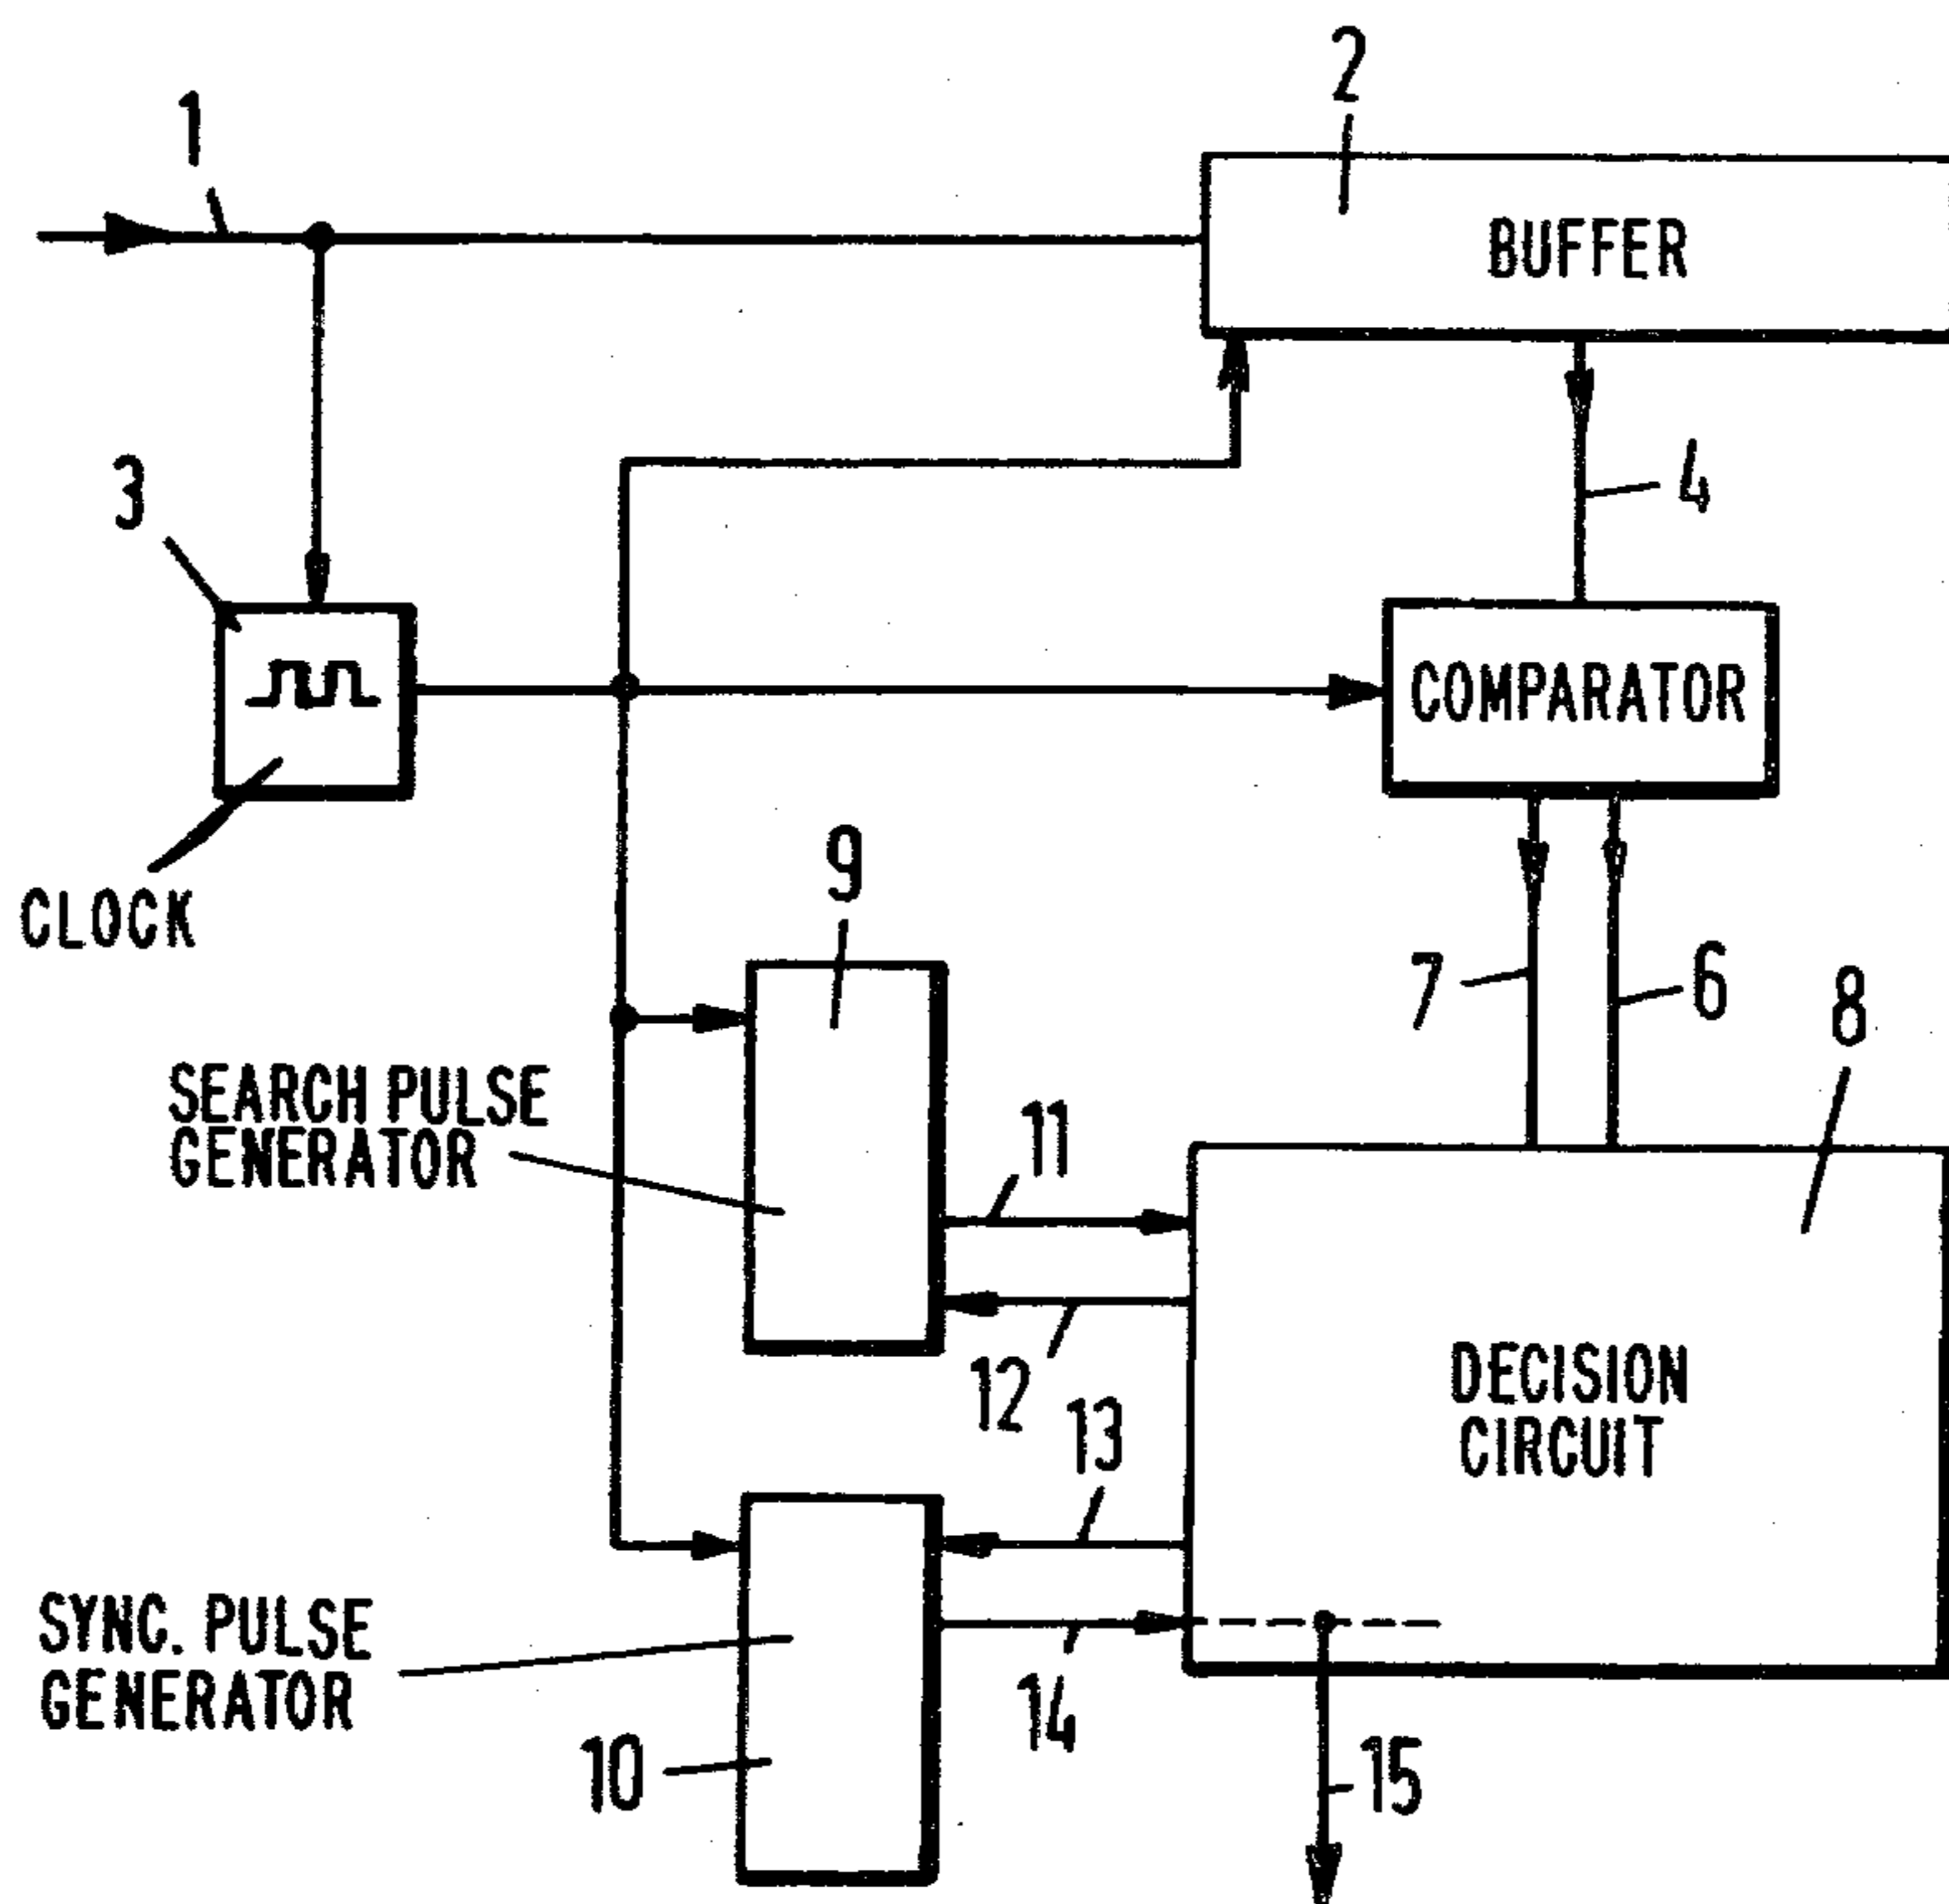 1
2
BUFFER
3
4
COMPARATOR
CLOCK
9
7
6
8
SEARCH PULSE
GENERATOR
11
12
13
DECISION
CIRCUIT
SYNC. PULSE
GENERATOR
14
10
15